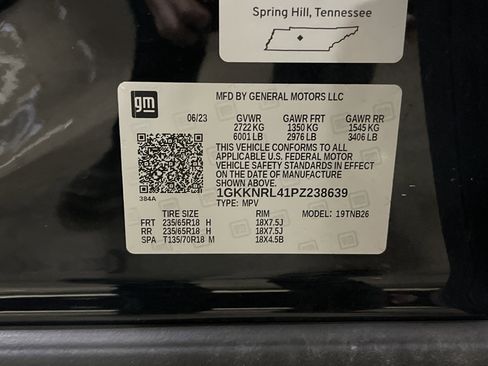 Spring Hill, Tennessee
gm
MFD BY GENERAL MOTORS LLC
06/23 GVWR GAWR FRT GAWR RR
2722 KG 1350 KG 1545 KG
6001 LB 2976 LB 3406 LB
THIS VEHICLE CONFORMS TO ALL
APPLICABLE U.S. FEDERAL MOTOR
VEHICLE SAFETY STANDARDS IN EFFECT
ON THE DATE OF MANUFACTURE
SHOWN ABOVE.
384A
1GKKNRL41PZ238639
TYPE: MPV
TIRE SIZE RIM MODEL: 19TNB26
FRT 235/65R18 H 18X7.5J
RR 235/65R18 H 18X7.5J
SPA T135/70R18 M 18X4.5B